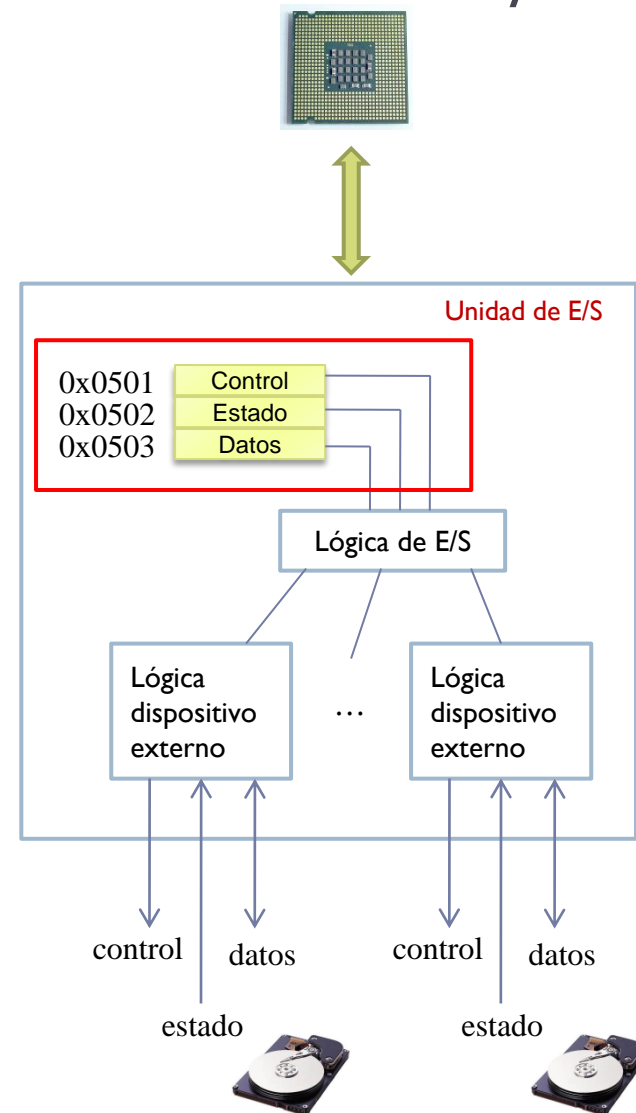 Unidad de E/S
0x0501 Control
0x0502 Estado
0x0503 Datos
Lógica de E/S
Lógica
dispositivo
externo
...
Lógica
dispositivo
externo
control datos control datos
estado estado